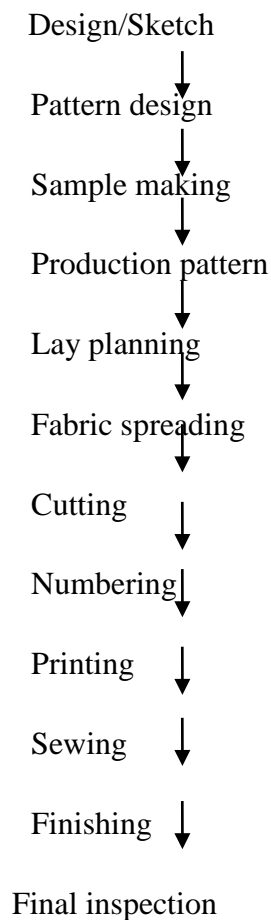 Design/Sketch
Pattern design
Sample making
Production pattern
Lay planning
Fabric spreading
Cutting
Numbering
Printing
Sewing
Finishing
Final inspection